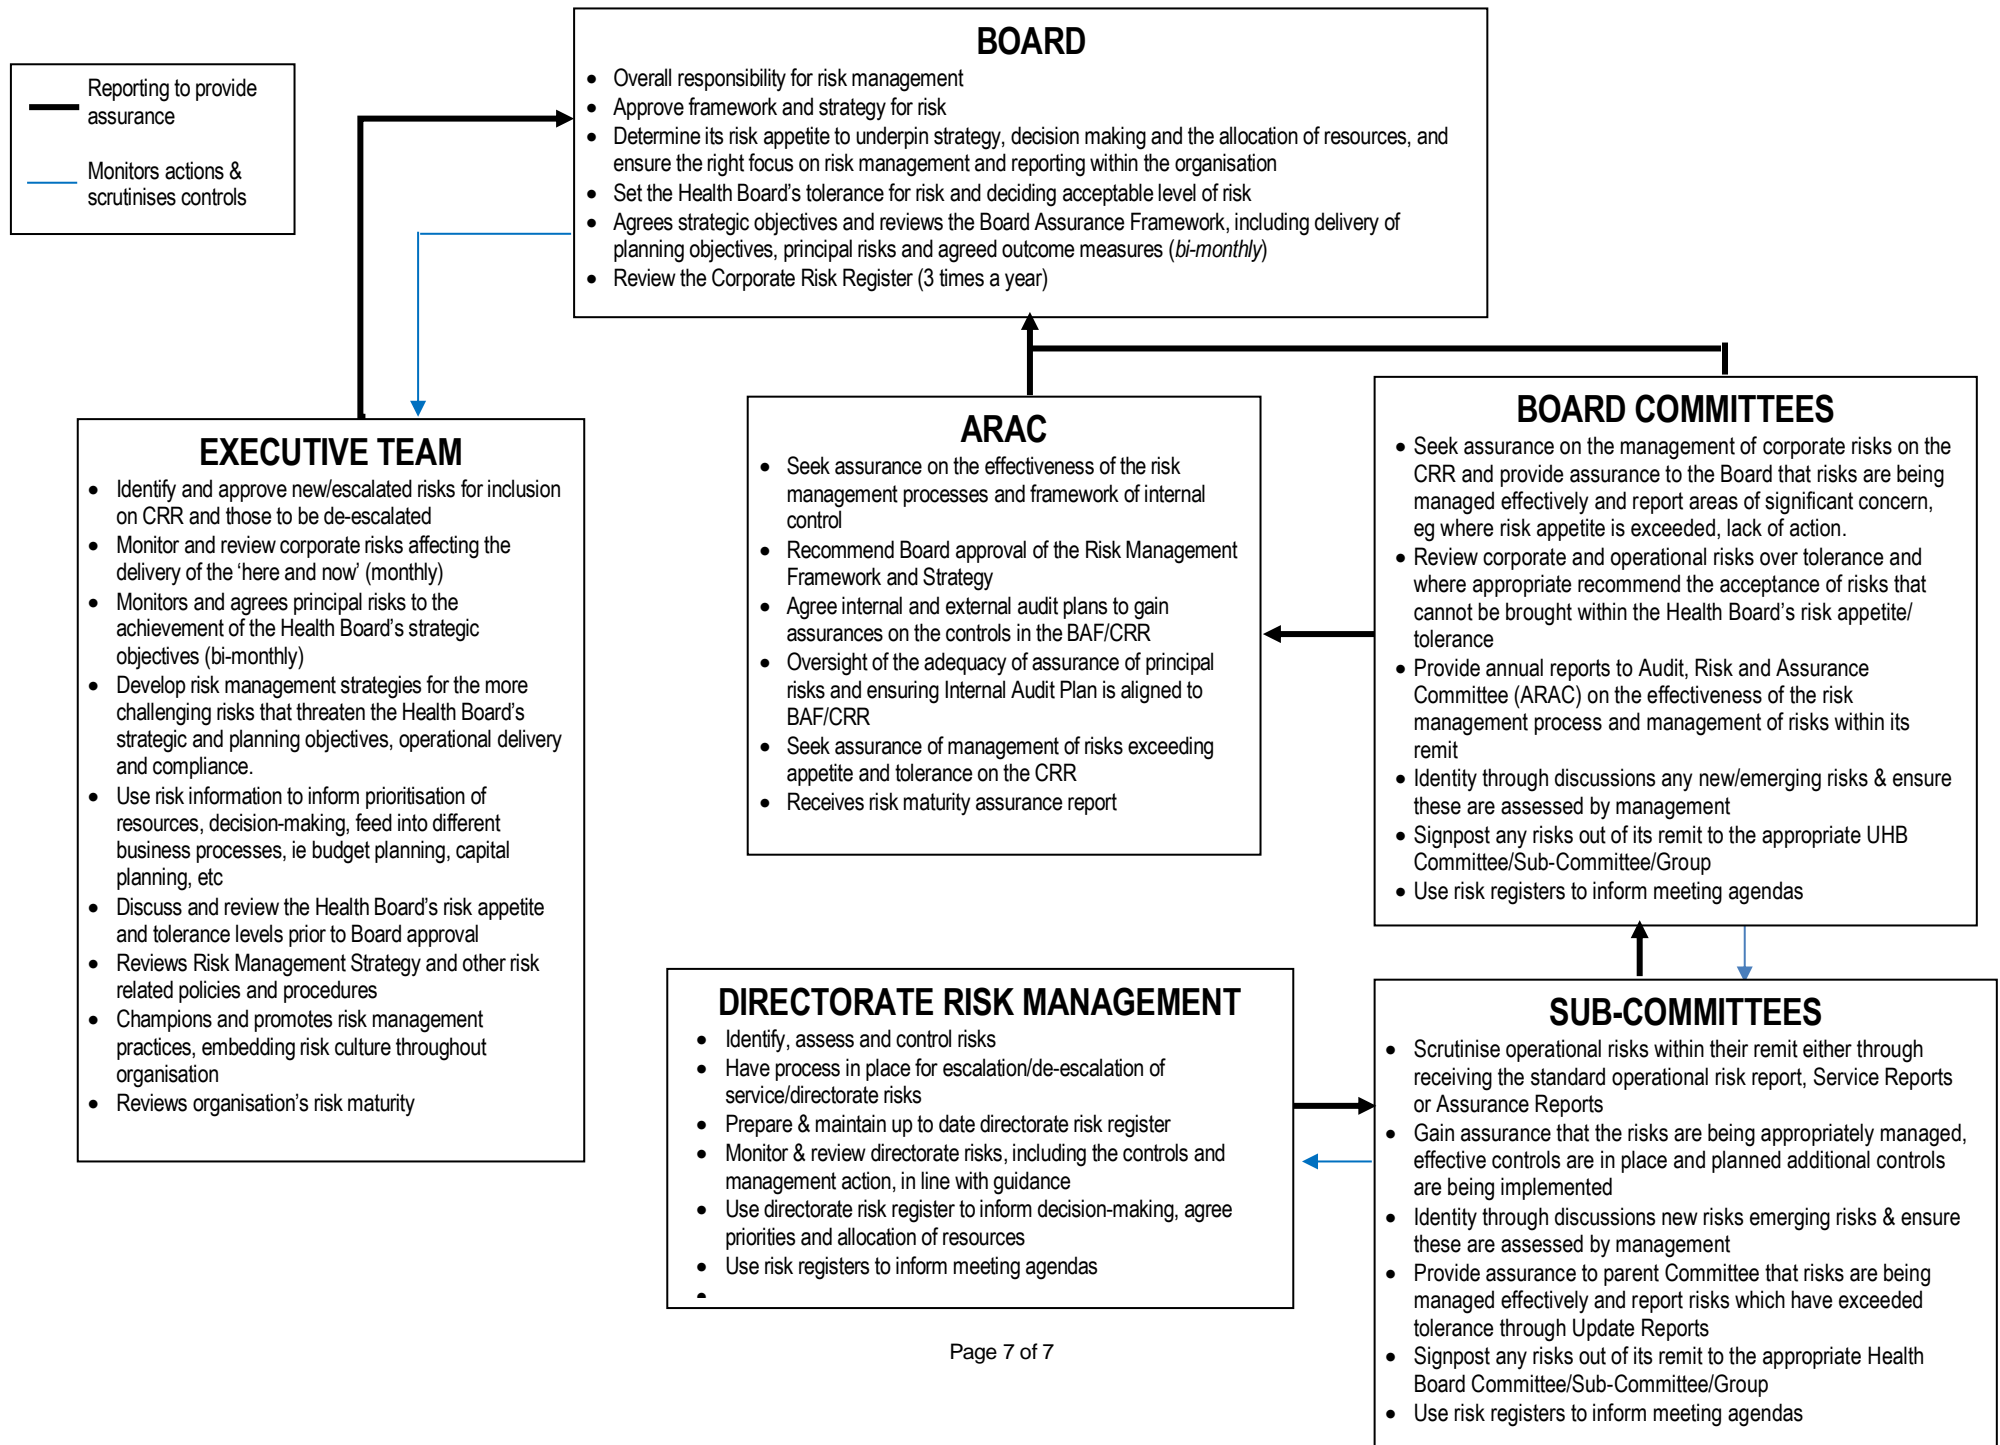 Reporting to provide
assurance
Monitors actions &
scrutinises controls
BOARD
• Overall responsibility for risk management
• Approve framework and strategy for risk
• Determine its risk appetite to underpin strategy, decision making and the allocation of resources, and
ensure the right focus on risk management and reporting within the organisation
• Set the Health Board’s tolerance for risk and deciding acceptable level of risk
• Agrees strategic objectives and reviews the Board Assurance Framework, including delivery of
planning objectives, principal risks and agreed outcome measures (bi-monthly)
• Review the Corporate Risk Register (3 times a year)
EXECUTIVE TEAM
• Identify and approve new/escalated risks for inclusion
on CRR and those to be de-escalated
• Monitor and review corporate risks affecting the
delivery of the ‘here and now’ (monthly)
• Monitors and agrees principal risks to the
achievement of the Health Board’s strategic
objectives (bi-monthly)
• Develop risk management strategies for the more
challenging risks that threaten the Health Board’s
strategic and planning objectives, operational delivery
and compliance.
• Use risk information to inform prioritisation of
resources, decision-making, feed into different
business processes, ie budget planning, capital
planning, etc
• Discuss and review the Health Board’s risk appetite
and tolerance levels prior to Board approval
• Reviews Risk Management Strategy and other risk
related policies and procedures
• Champions and promotes risk management
practices, embedding risk culture throughout
organisation
• Reviews organisation’s risk maturity
ARAC
• Seek assurance on the effectiveness of the risk
management processes and framework of internal
control
• Recommend Board approval of the Risk Management
Framework and Strategy
• Agree internal and external audit plans to gain
assurances on the controls in the BAF/CRR
• Oversight of the adequacy of assurance of principal
risks and ensuring Internal Audit Plan is aligned to
BAF/CRR
• Seek assurance of management of risks exceeding
appetite and tolerance on the CRR
• Receives risk maturity assurance report
BOARD COMMITTEES
• Seek assurance on the management of corporate risks on the
CRR and provide assurance to the Board that risks are being
managed effectively and report areas of significant concern,
eg where risk appetite is exceeded, lack of action.
• Review corporate and operational risks over tolerance and
where appropriate recommend the acceptance of risks that
cannot be brought within the Health Board’s risk appetite/
tolerance
• Provide annual reports to Audit, Risk and Assurance
Committee (ARAC) on the effectiveness of the risk
management process and management of risks within its
remit
• Identity through discussions any new/emerging risks & ensure
these are assessed by management
• Signpost any risks out of its remit to the appropriate UHB
Committee/Sub-Committee/Group
• Use risk registers to inform meeting agendas
DIRECTORATE RISK MANAGEMENT
• Identify, assess and control risks
• Have process in place for escalation/de-escalation of
service/directorate risks
• Prepare & maintain up to date directorate risk register
• Monitor & review directorate risks, including the controls and
management action, in line with guidance
• Use directorate risk register to inform decision-making, agree
priorities and allocation of resources
• Use risk registers to inform meeting agendas
•
SUB-COMMITTEES
• Scrutinise operational risks within their remit either through
receiving the standard operational risk report, Service Reports
or Assurance Reports
• Gain assurance that the risks are being appropriately managed,
effective controls are in place and planned additional controls
are being implemented
• Identity through discussions new risks emerging risks & ensure
these are assessed by management
• Provide assurance to parent Committee that risks are being
managed effectively and report risks which have exceeded
tolerance through Update Reports
• Signpost any risks out of its remit to the appropriate Health
Board Committee/Sub-Committee/Group
• Use risk registers to inform meeting agendas
Page 7 of 7